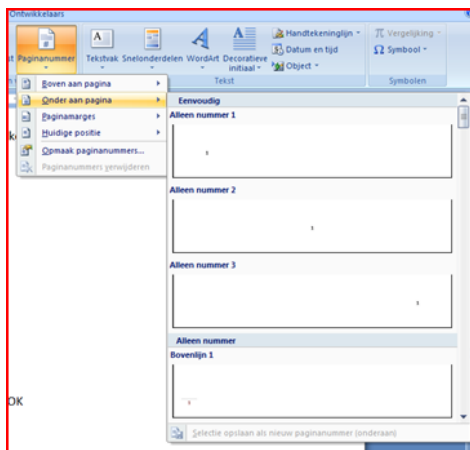 Ontwikkelaars
Paginanummer
Tekstvak
Snelonderdelen
WordArt
Decoratieve initiaal
Handtekeninglijn
Datum en tijd
Object
Tekst
Vergelijking
Symbool
Symbolen
Boven aan pagina
Onder aan pagina
Paginamarges
Huidige positie
Opmaak paginanummers...
Paginanummers verwijderen
Eenvoudig
Alleen nummer 1
Alleen nummer 2
Alleen nummer 3
Alleen nummer
Bovenlijn 1
Selectie opslaan als nieuw paginanummer (onderaan)
OK